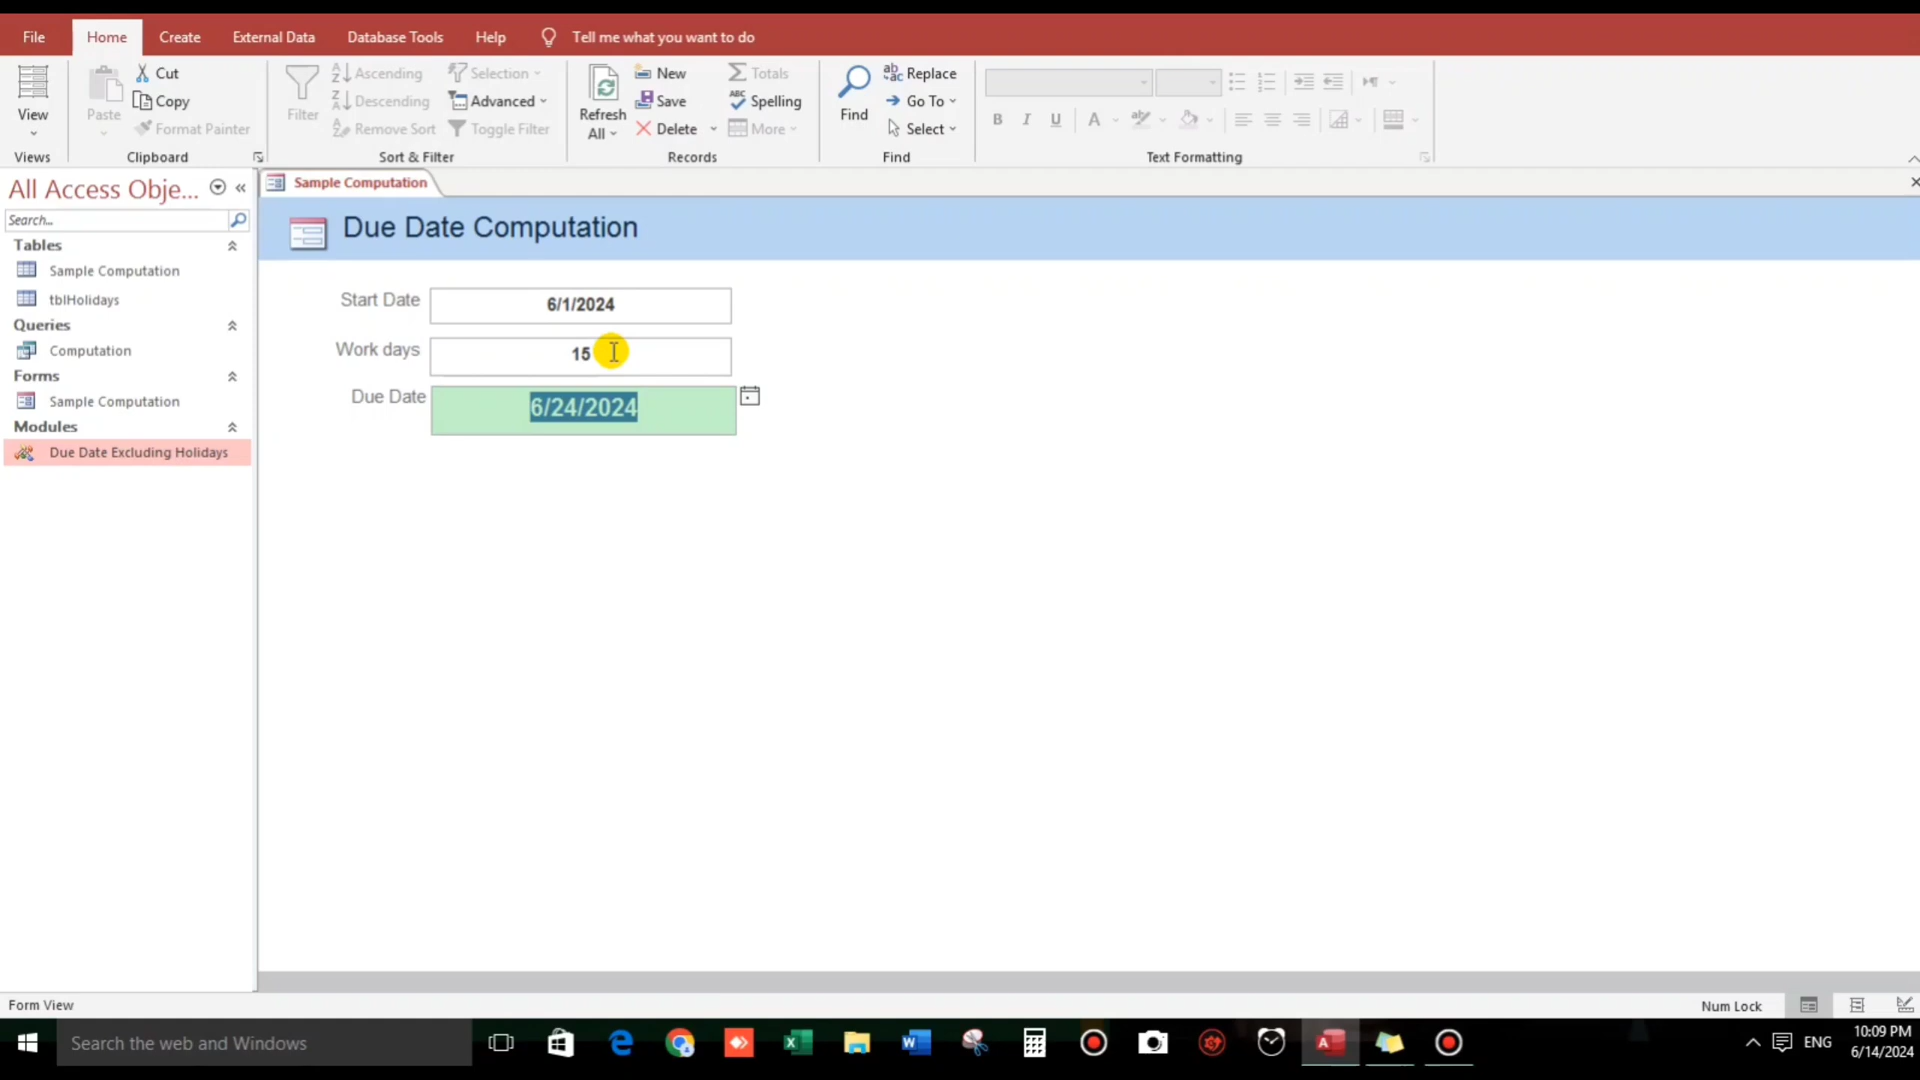 File Home Create External Data Database Tools Help Tell me what you want to do
View
Paste
Cut
Copy
Format Painter
Filter
Ascending
Descending
Remove Sort
Selection
Advanced
Toggle Filter
Refresh
All
New
Save
Delete
Totals
Spelling
More
Find
Replace
Go To
Select
B I U A
Views Clipboard Sort & Filter Records Find Text Formatting
All Access Obje...
Search...
Tables
Sample Computation
tblHolidays
Queries
Computation
Forms
Sample Computation
Modules
Due Date Excluding Holidays
Sample Computation
Due Date Computation
Start Date 6/1/2024
Work days 15
Due Date 6/24/2024
Form View Num Lock
Search the web and Windows
ENG
10:09 PM
6/14/2024